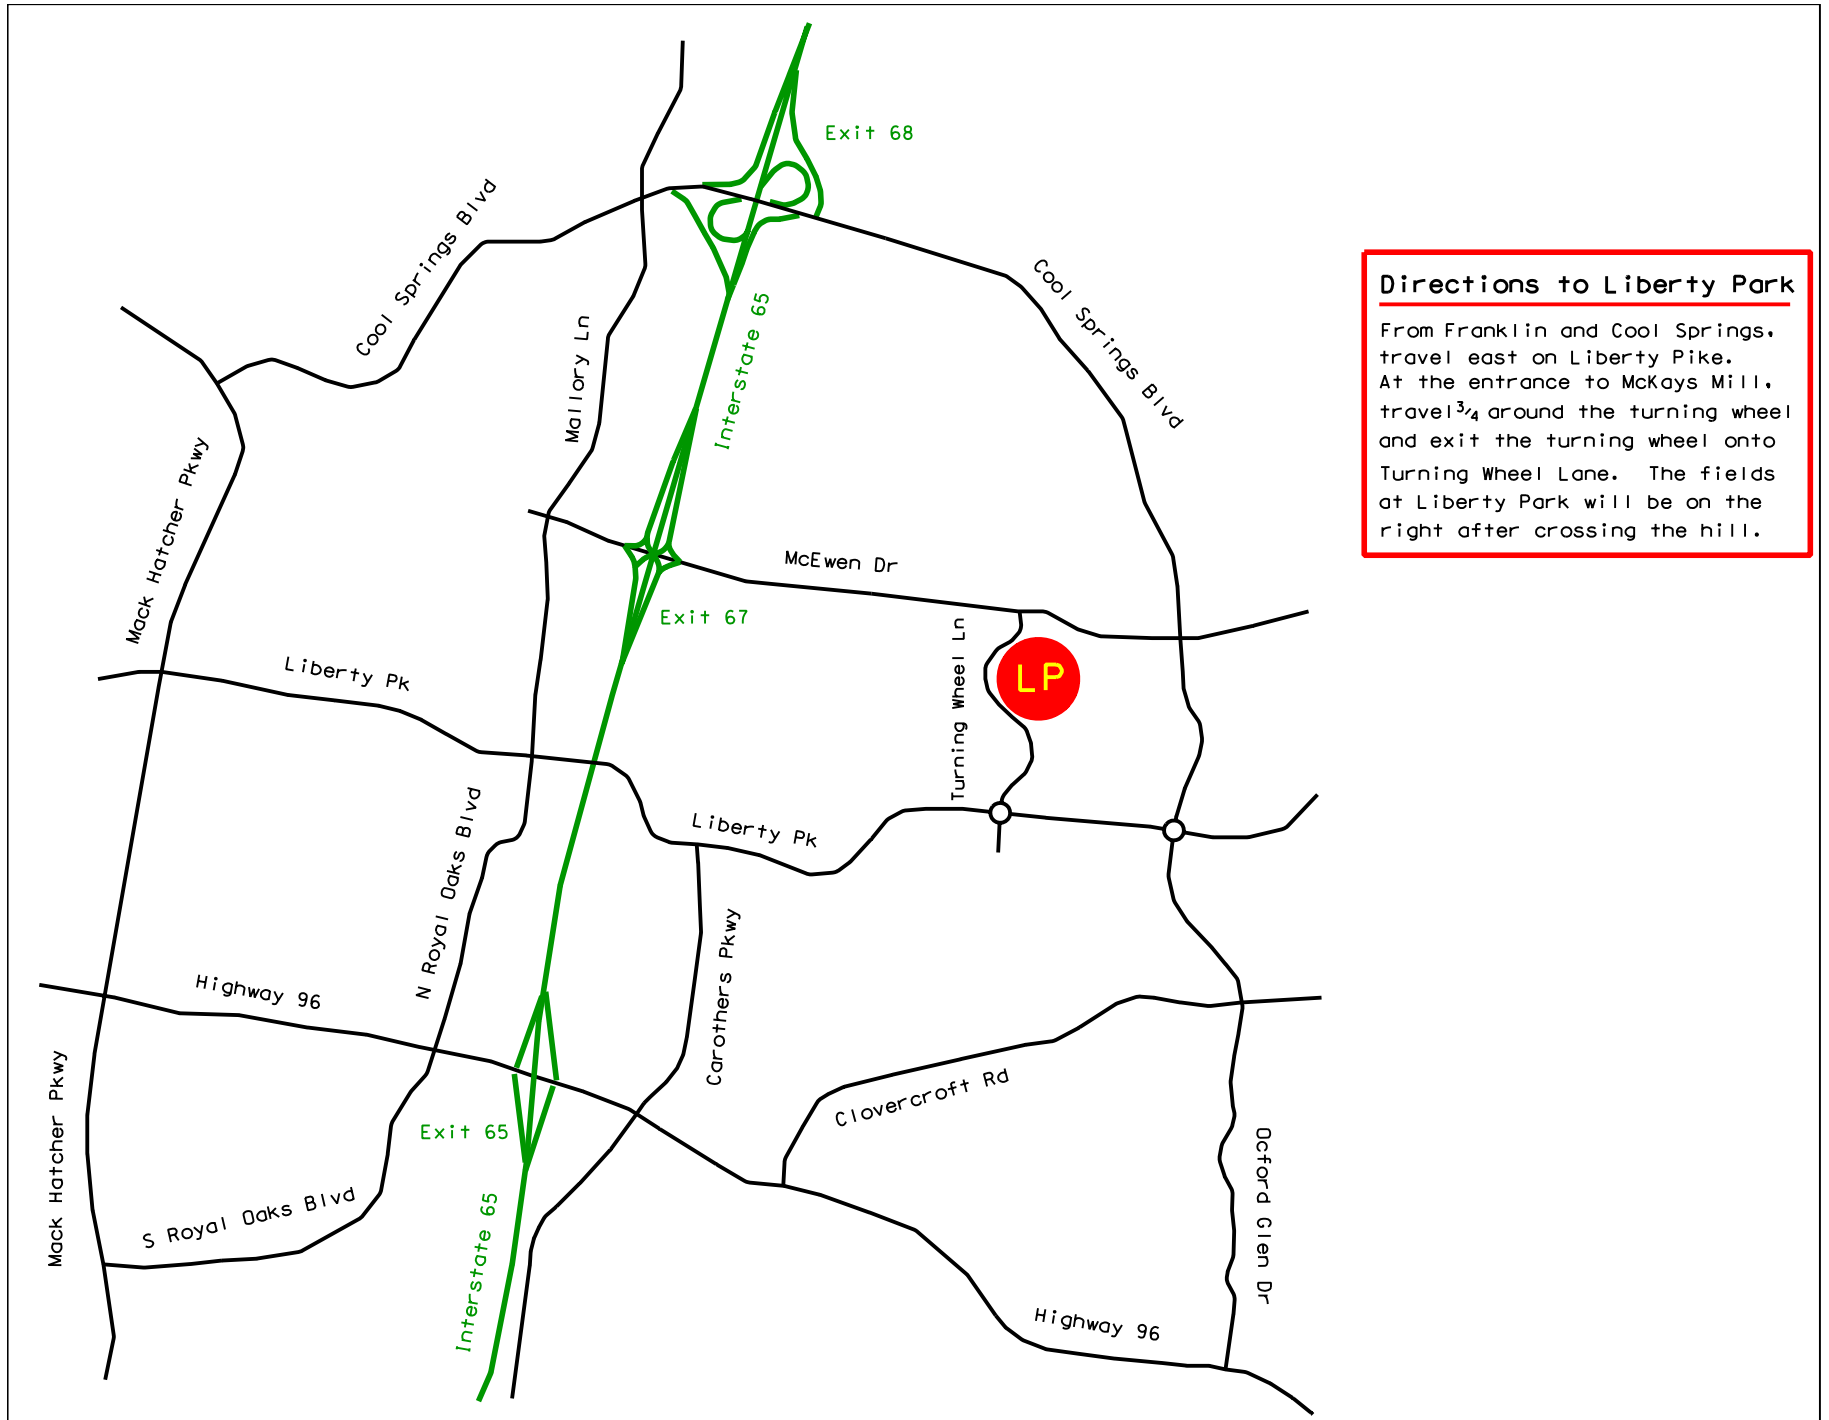 Exit 68
Cool Springs Blvd
Cool Springs Blvd
Directions to Liberty Park
From Franklin and Cool Springs,
travel east on Liberty Pike.
At the entrance to McKays Mill,
travel 3/4 around the turning wheel
and exit the turning wheel onto
Turning Wheel Lane. The fields
at Liberty Park will be on the
right after crossing the hill.
Interstate 65
Mallory Ln
Mack Hatcher Pkwy
McEwen Dr
Exit 67
Turning Wheel Ln
LP
Liberty Pk
N Royal Oaks Blvd
Liberty Pk
Carothers Pkwy
Highway 96
Mack Hatcher Pkwy
Clovercroft Rd
Exit 65
Ocford Glen Dr
S Royal Oaks Blvd
Interstate 65
Highway 96